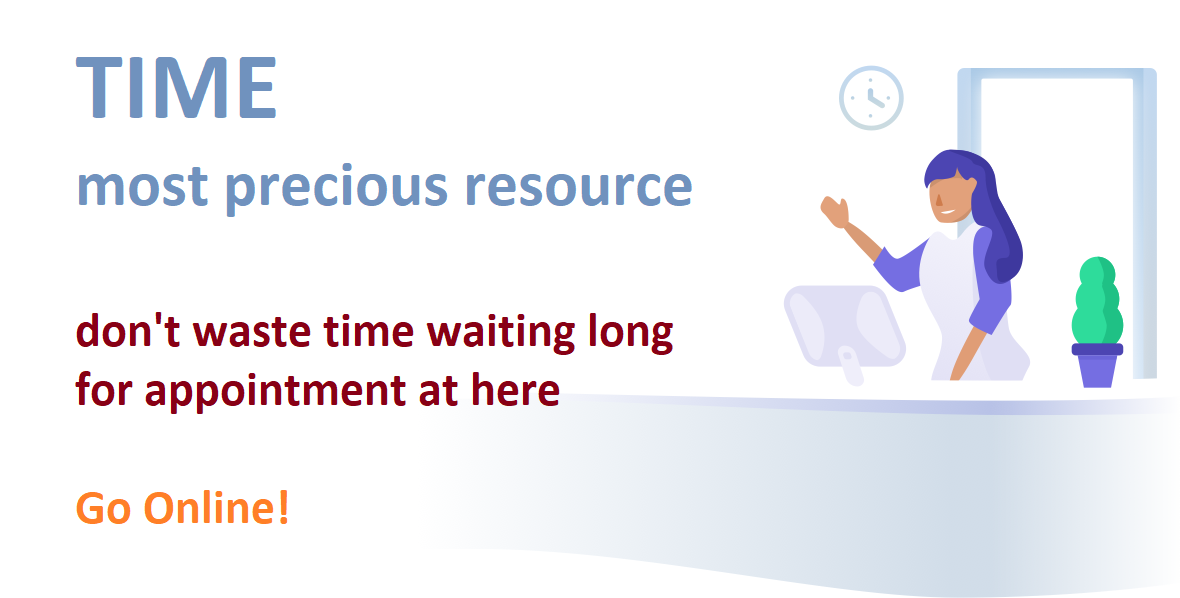 TIME
most precious resource
don't waste time waiting long
for appointment at here
Go Online!